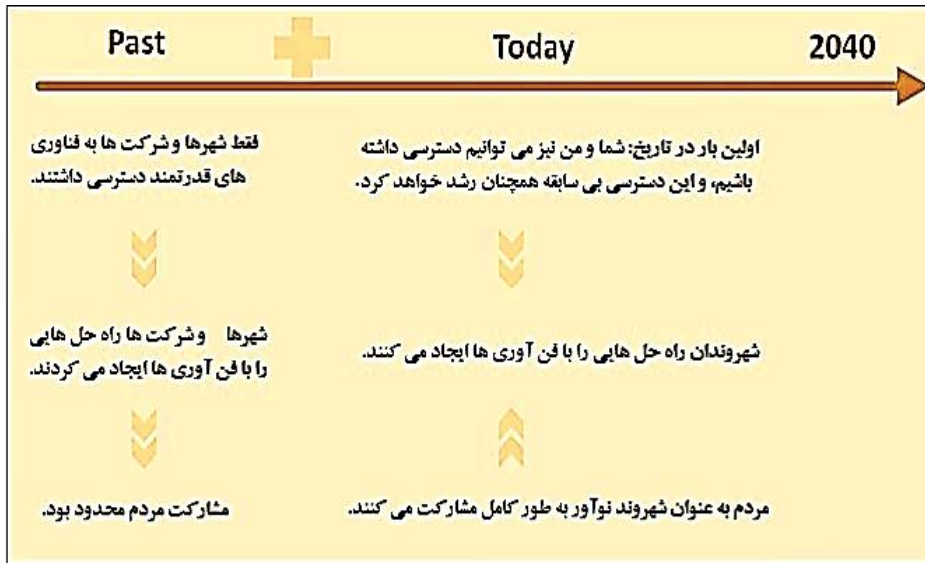 Past
Today
2040
فقط شهرها و شرکت ها به فناوری
های قدرتمند دسترسی داشتند.
اولین بار در تاریخ: شما و من نیز می توانیم دسترسی داشته
باشیم، و این دسترسی بی سابقه همچنان رشد خواهد کرد.
شهرها و شرکت ها راه حل هایی
را با فن آوری ها ایجاد می کردند.
شهروندان راه حل هایی را با فن آوری ها ایجاد می کنند.
مشارکت مردم محدود بود.
مردم به عنوان شهروند نوآور به طور کامل مشارکت می کنند.